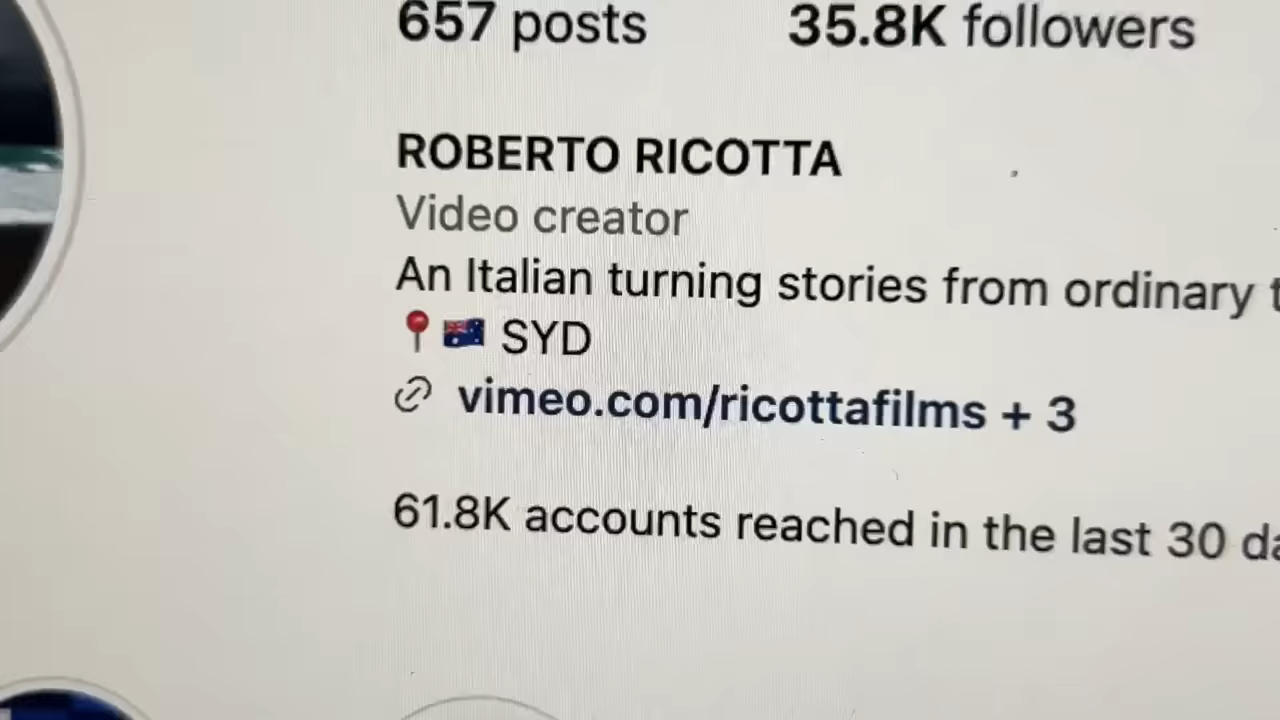 657 posts 35.8K followers
ROBERTO RICOTTA
Video creator
An Italian turning stories from ordinary
📍🇦🇺 SYD
vimeo.com/ricottafilms + 3
61.8K accounts reached in the last 30